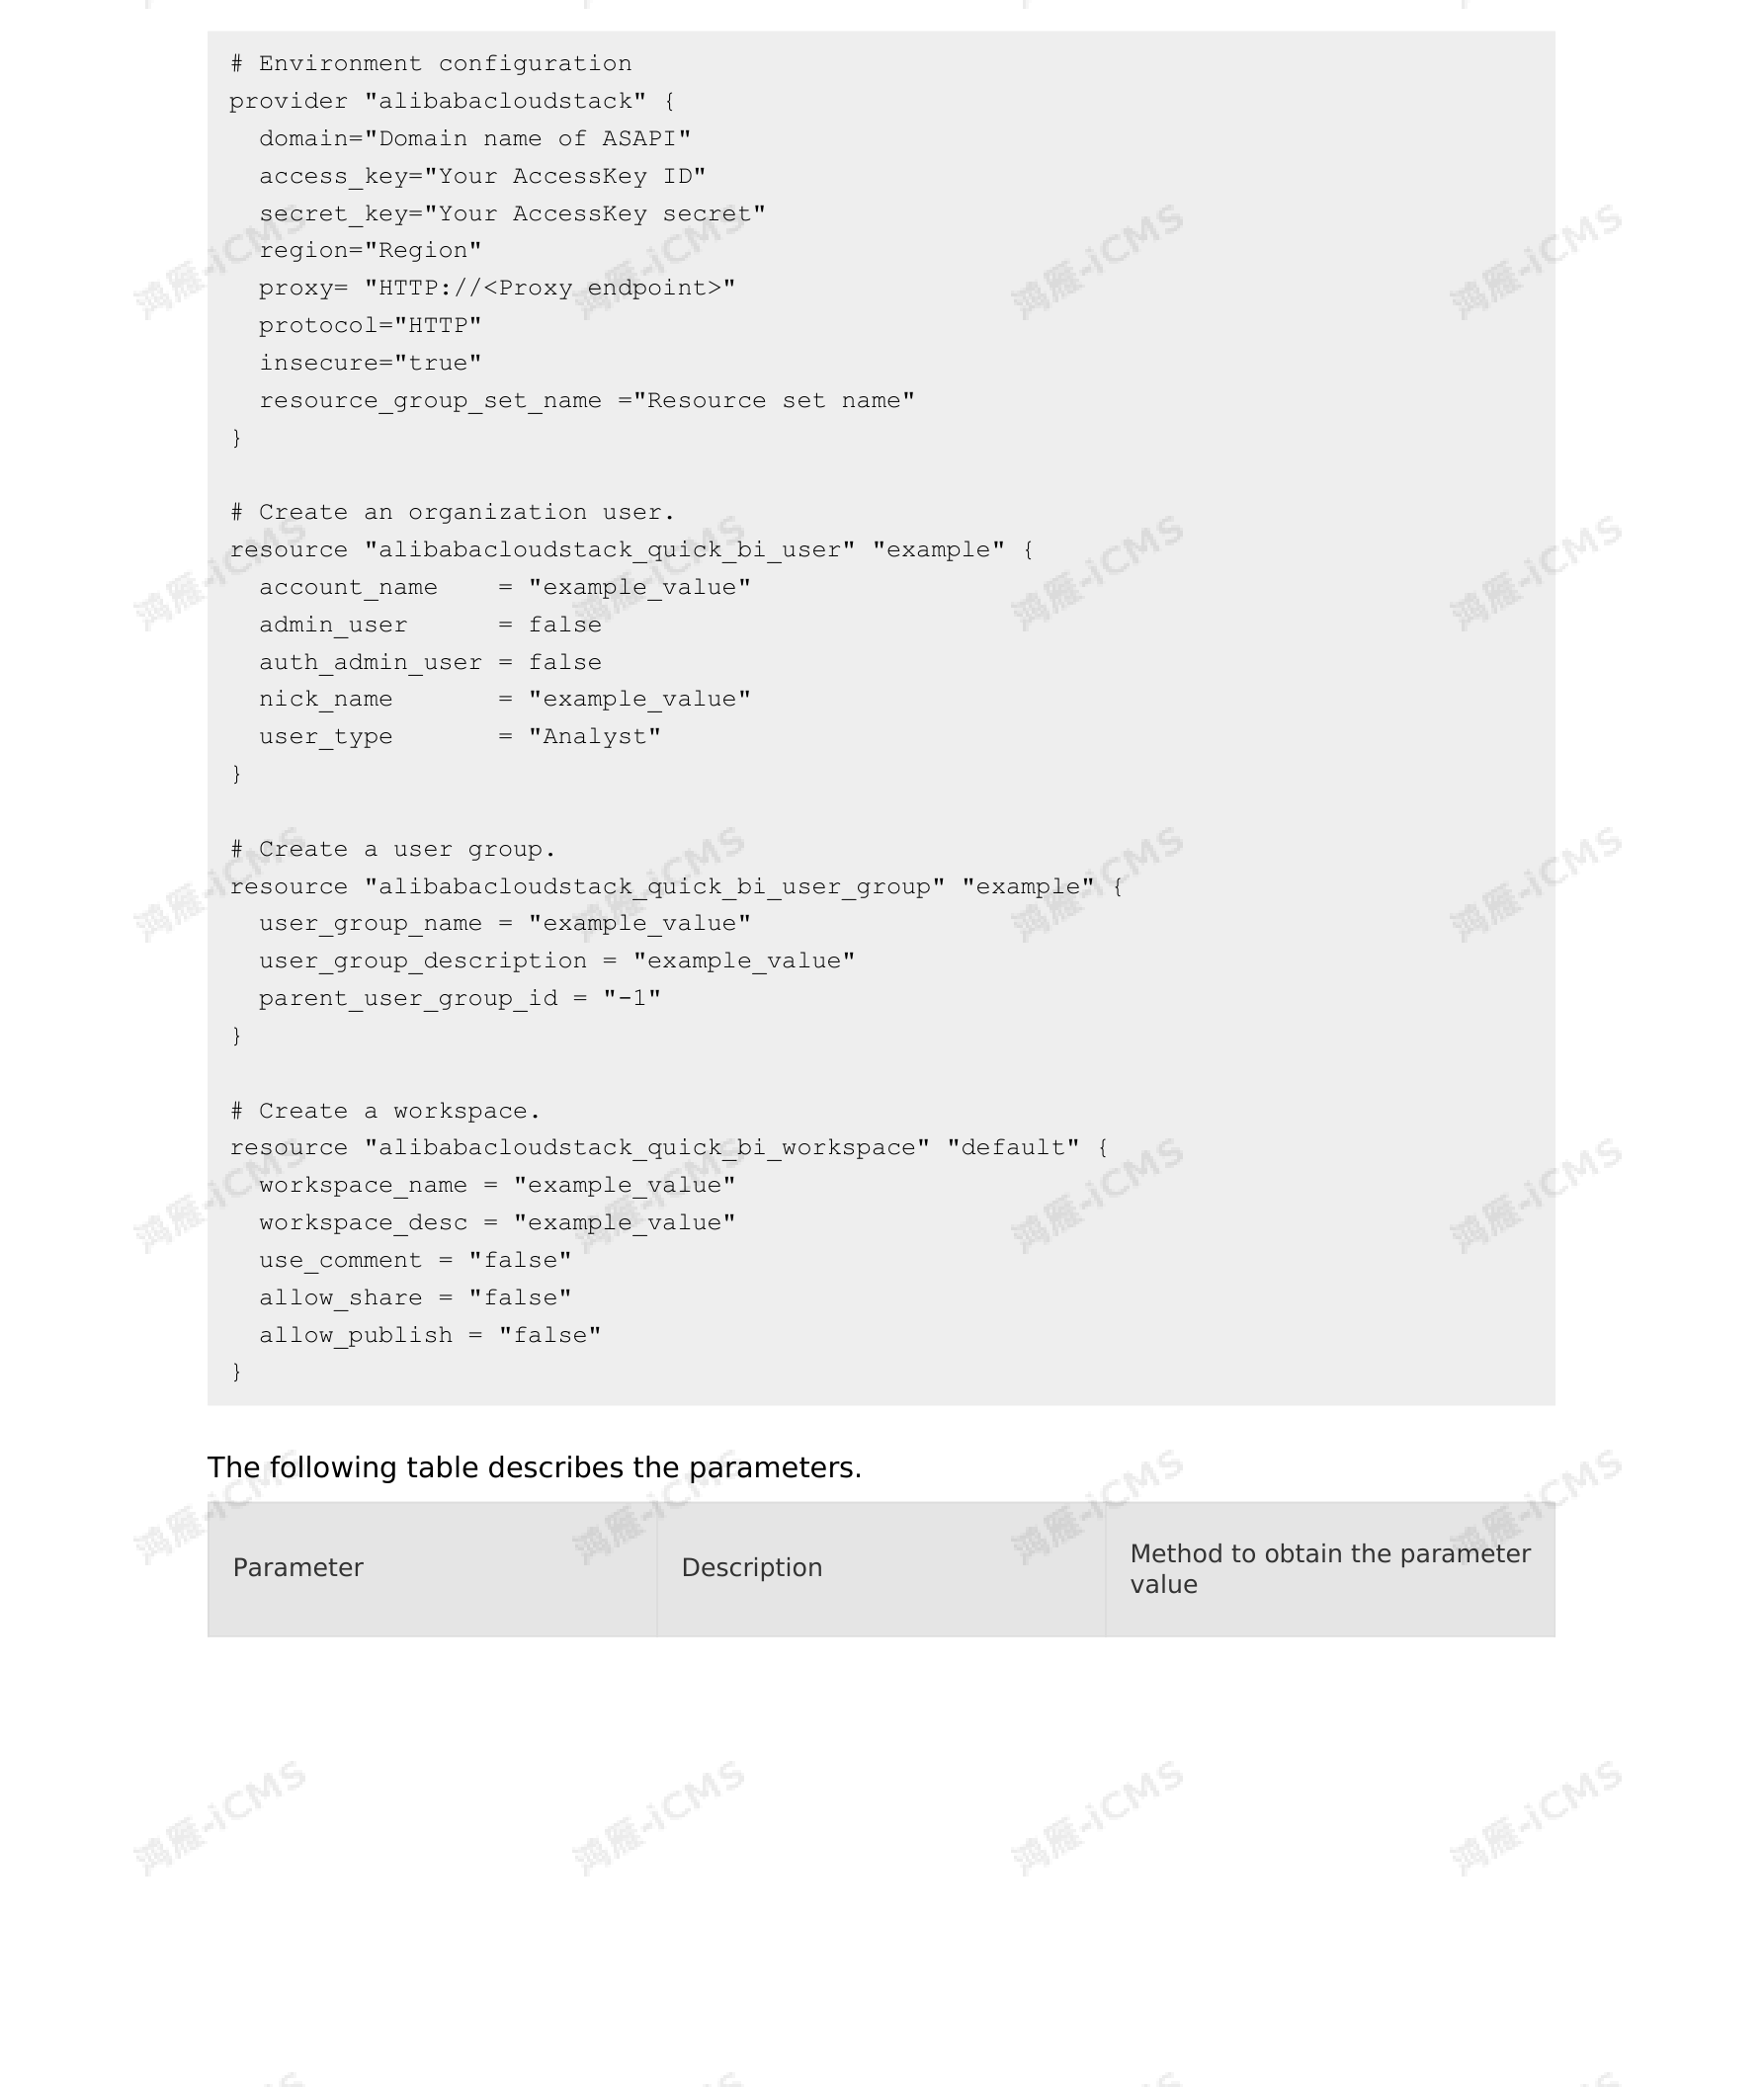 # Environment configuration
provider "alibabacloudstack" {
  domain="Domain name of ASAPI"
  access_key="Your AccessKey ID"
  secret_key="Your AccessKey secret"
  region="Region"
  proxy= "HTTP://<Proxy endpoint>"
  protocol="HTTP"
  insecure="true"
  resource_group_set_name ="Resource set name"
}

# Create an organization user.
resource "alibabacloudstack_quick_bi_user" "example" {
  account_name    = "example_value"
  admin_user      = false
  auth_admin_user = false
  nick_name       = "example_value"
  user_type       = "Analyst"
}

# Create a user group.
resource "alibabacloudstack_quick_bi_user_group" "example" {
  user_group_name = "example_value"
  user_group_description = "example_value"
  parent_user_group_id = "-1"
}

# Create a workspace.
resource "alibabacloudstack_quick_bi_workspace" "default" {
  workspace_name = "example_value"
  workspace_desc = "example_value"
  use_comment = "false"
  allow_share = "false"
  allow_publish = "false"
}
The following table describes the parameters.
Parameter
Description
Method to obtain the parameter
value
鸿雁-iCMS